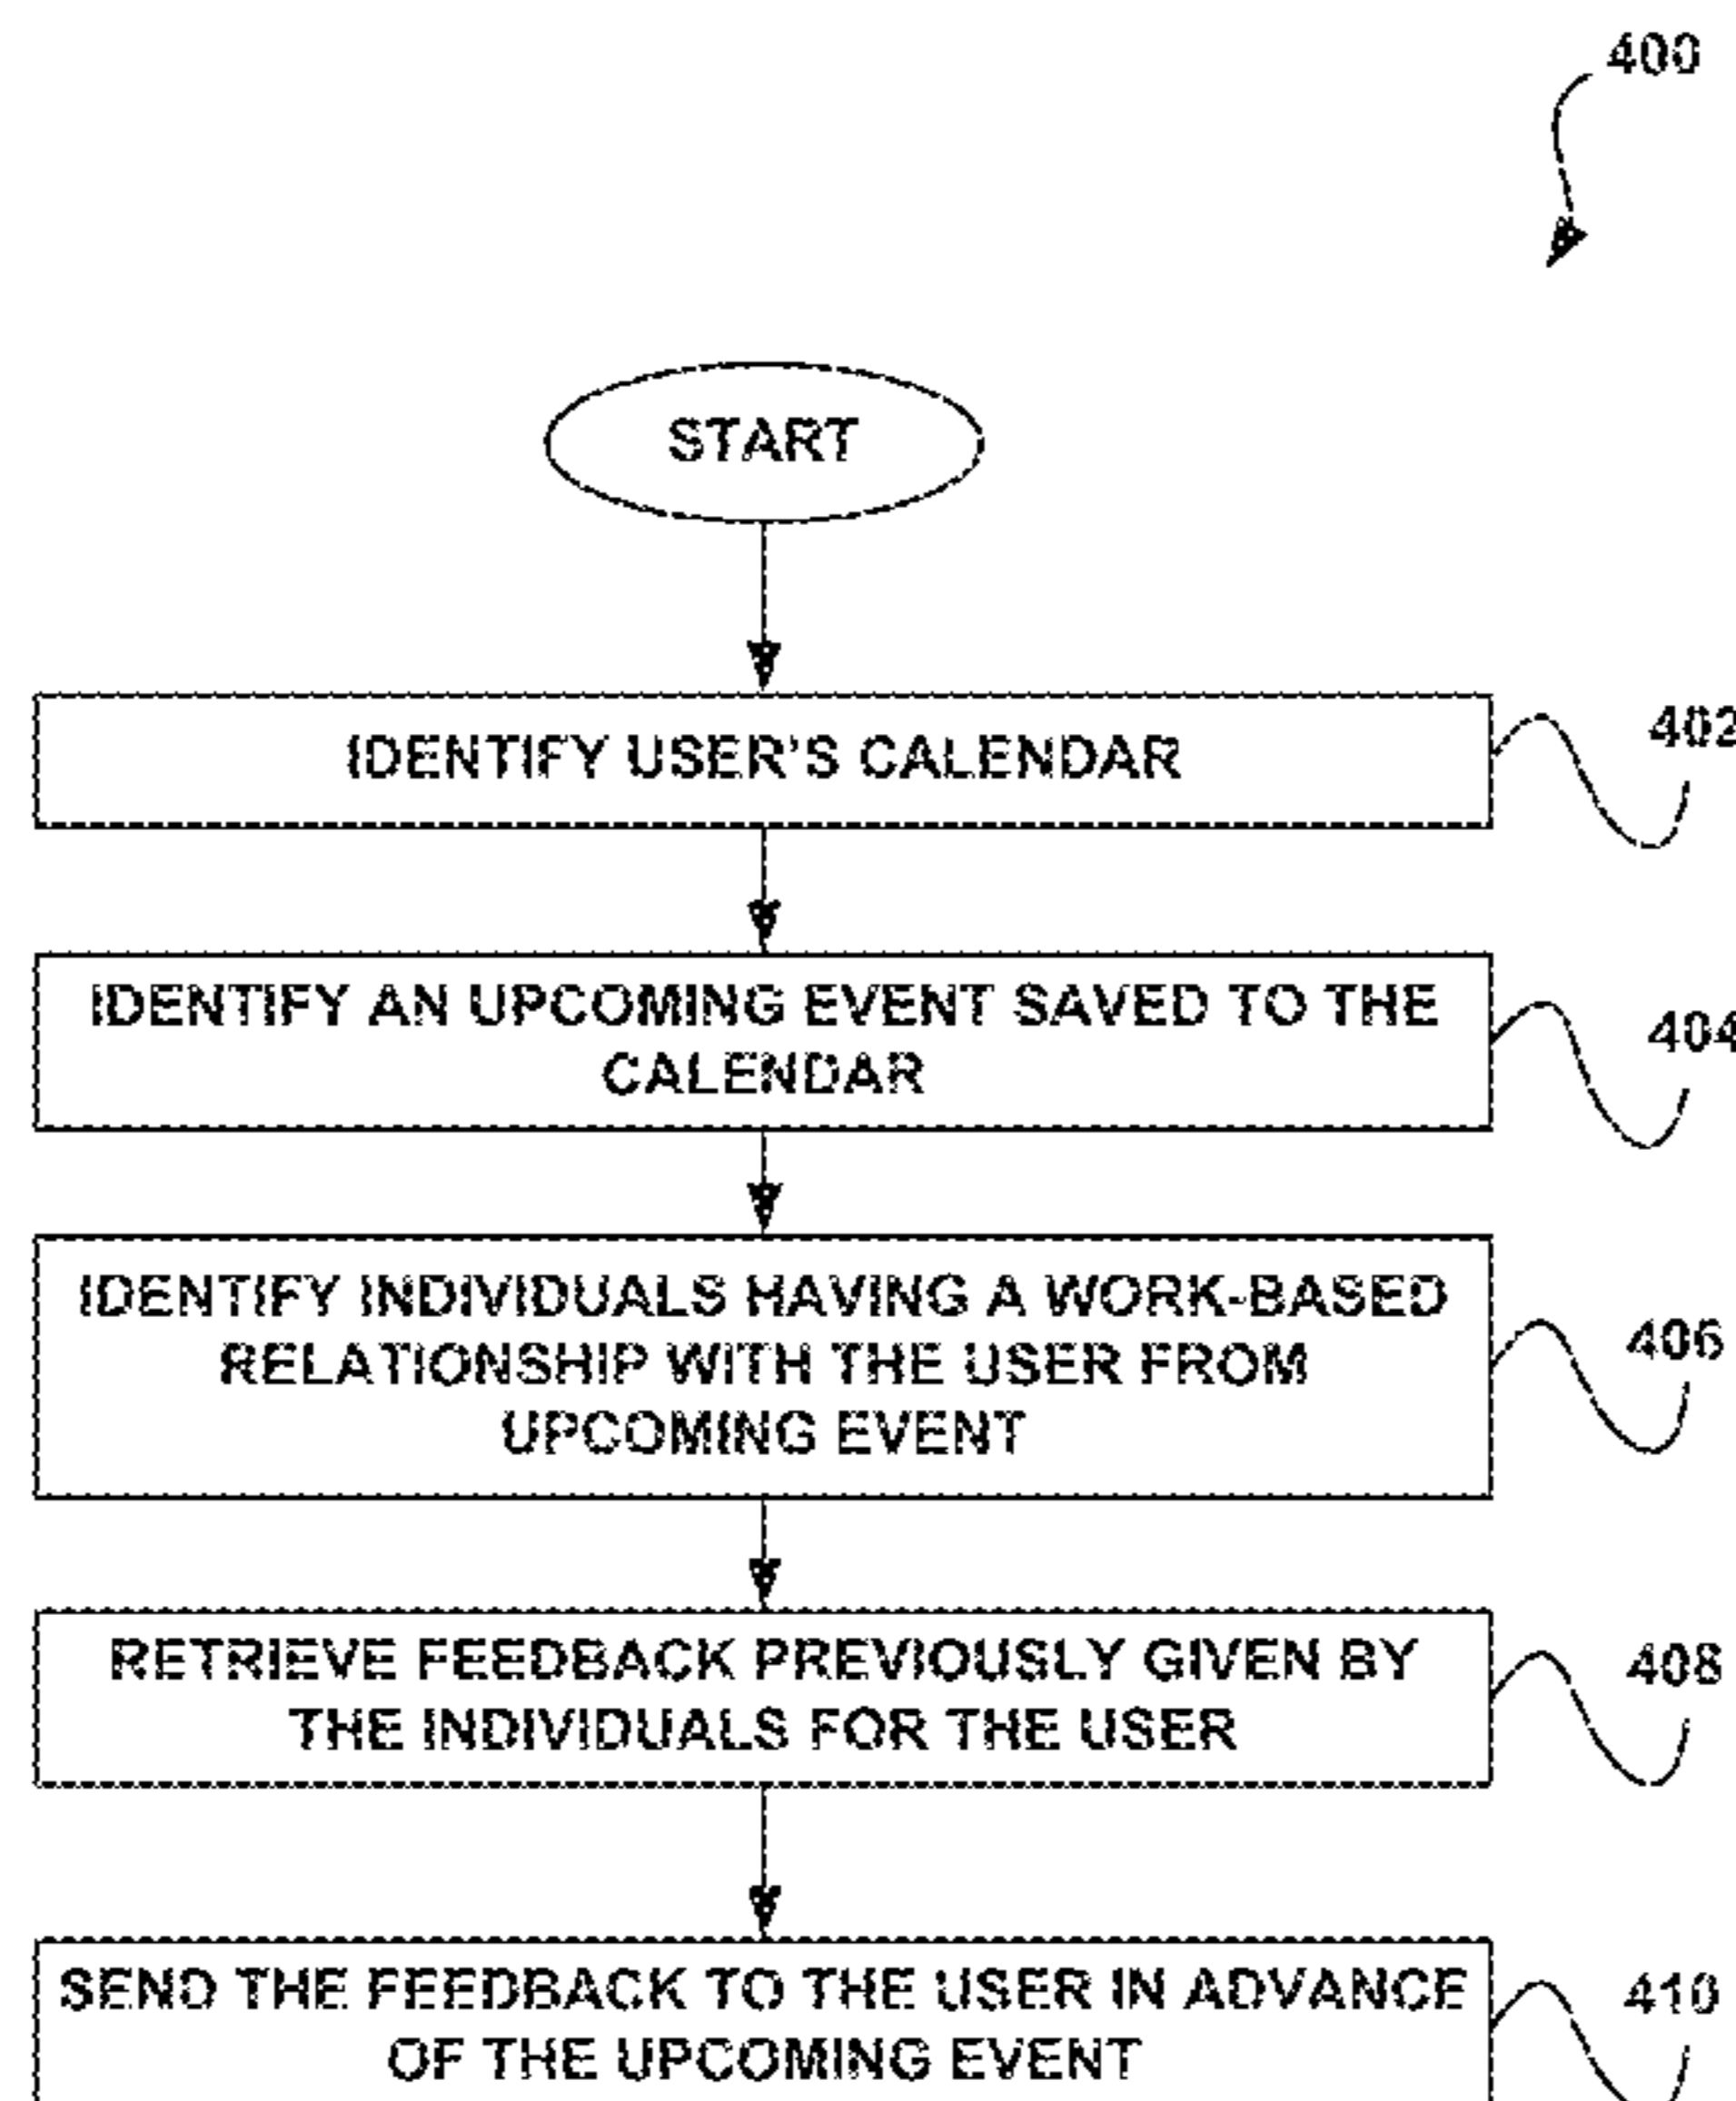 400
START
IDENTIFY USER'S CALENDAR
402
IDENTIFY AN UPCOMING EVENT SAVED TO THE
CALENDAR
404
IDENTIFY INDIVIDUALS HAVING A WORK-BASED
RELATIONSHIP WITH THE USER FROM
UPCOMING EVENT
406
RETRIEVE FEEDBACK PREVIOUSLY GIVEN BY
THE INDIVIDUALS FOR THE USER
408
SEND THE FEEDBACK TO THE USER IN ADVANCE
OF THE UPCOMING EVENT
410